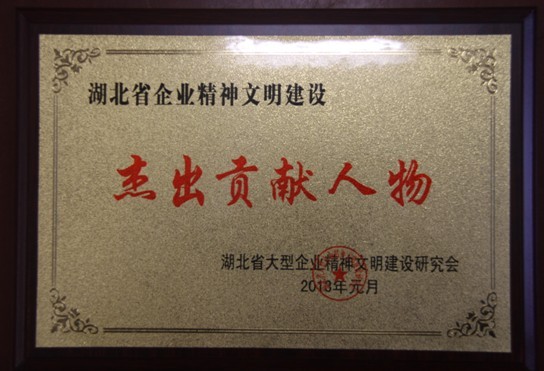 湖北省企业精神文明建设
杰出贡献人物
湖北省大型企业精神文明建设研究会
2013年元月